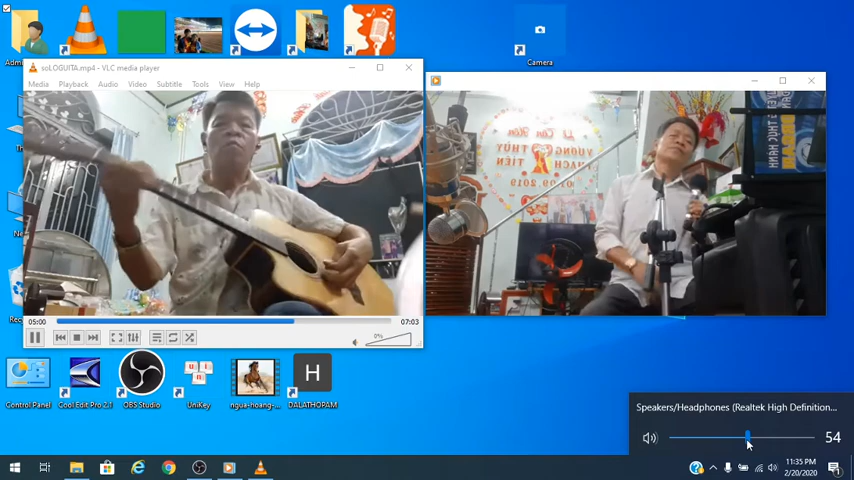 Camera
soLOGUITA.mp4 - VLC media player
Media Playback Audio Video Subtitle Tools View Help
05:00
07:03
0%
Control Panel
Cool Edit Pro 2.1
OBS Studio
UniKey
ngua-hoang-...
H
DALATHOPAM
Speakers/Headphones (Realtek High Definition...
54
11:35 PM
2/20/2020